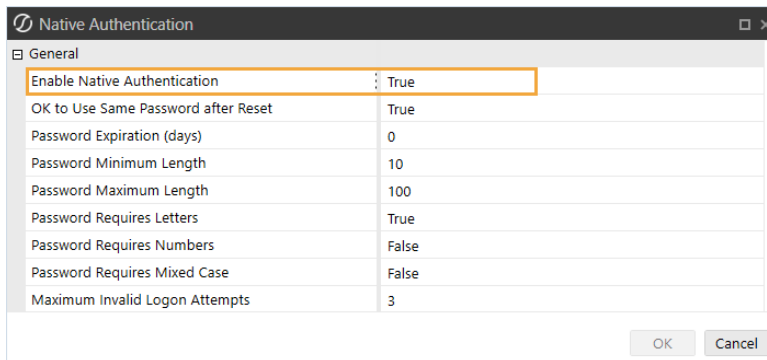 Native Authentication
General
Enable Native Authentication True
OK to Use Same Password after Reset True
Password Expiration (days) 0
Password Minimum Length 10
Password Maximum Length 100
Password Requires Letters True
Password Requires Numbers False
Password Requires Mixed Case False
Maximum Invalid Logon Attempts 3
OK Cancel